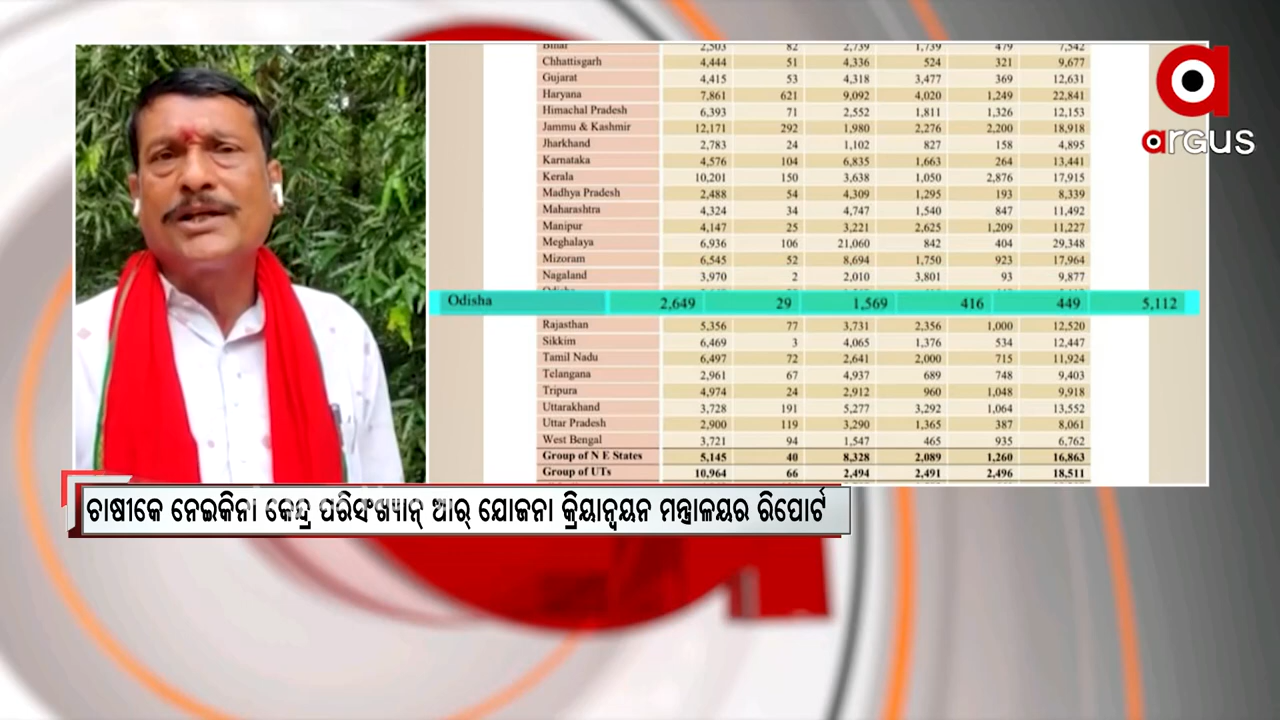 Bihar 2,503 82 2,739 1,739 479 7,542
Chhattisgarh 4,444 51 4,336 524 321 9,677
Gujarat 4,415 53 4,318 3,477 369 12,631
Haryana 7,861 621 9,092 4,020 1,249 22,841
Himachal Pradesh 6,393 71 2,552 1,811 1,326 12,153
Jammu & Kashmir 12,171 292 1,980 2,276 2,200 18,918
Jharkhand 2,783 24 1,102 827 158 4,895
Karnataka 4,576 104 6,835 1,663 264 13,441
Kerala 10,201 150 3,638 1,050 2,876 17,915
Madhya Pradesh 2,488 54 4,309 1,295 193 8,339
Maharashtra 4,324 34 4,747 1,540 847 11,492
Manipur 4,147 25 3,221 2,625 1,209 11,227
Meghalaya 6,936 106 21,060 842 404 29,348
Mizoram 6,545 52 8,694 1,750 923 17,964
Nagaland 3,970 2 2,010 3,801 93 9,877
Odisha 2,649 29 1,569 416 449 5,112
Rajasthan 5,356 77 3,731 2,356 1,000 12,520
Sikkim 6,469 3 4,065 1,376 534 12,447
Tamil Nadu 6,497 72 2,641 2,000 715 11,924
Telangana 2,961 67 4,937 689 748 9,403
Tripura 4,974 24 2,912 960 1,048 9,918
Uttarakhand 3,728 191 5,277 3,292 1,064 13,552
Uttar Pradesh 2,900 119 3,290 1,365 387 8,061
West Bengal 3,721 94 1,547 465 935 6,762
Group of N E States 5,145 40 8,328 2,089 1,260 16,863
Group of UTs 10,964 66 2,494 2,491 2,496 18,511
argus
ଚାଷୀକେ ନେଇକିନା କେନ୍ଦ୍ର ପରିସଂଖ୍ୟାନ୍ ଆର୍ ଯୋଜନା କ୍ରିୟାନ୍ୱୟନ ମନ୍ତ୍ରାଳୟର ରିପୋର୍ଟ